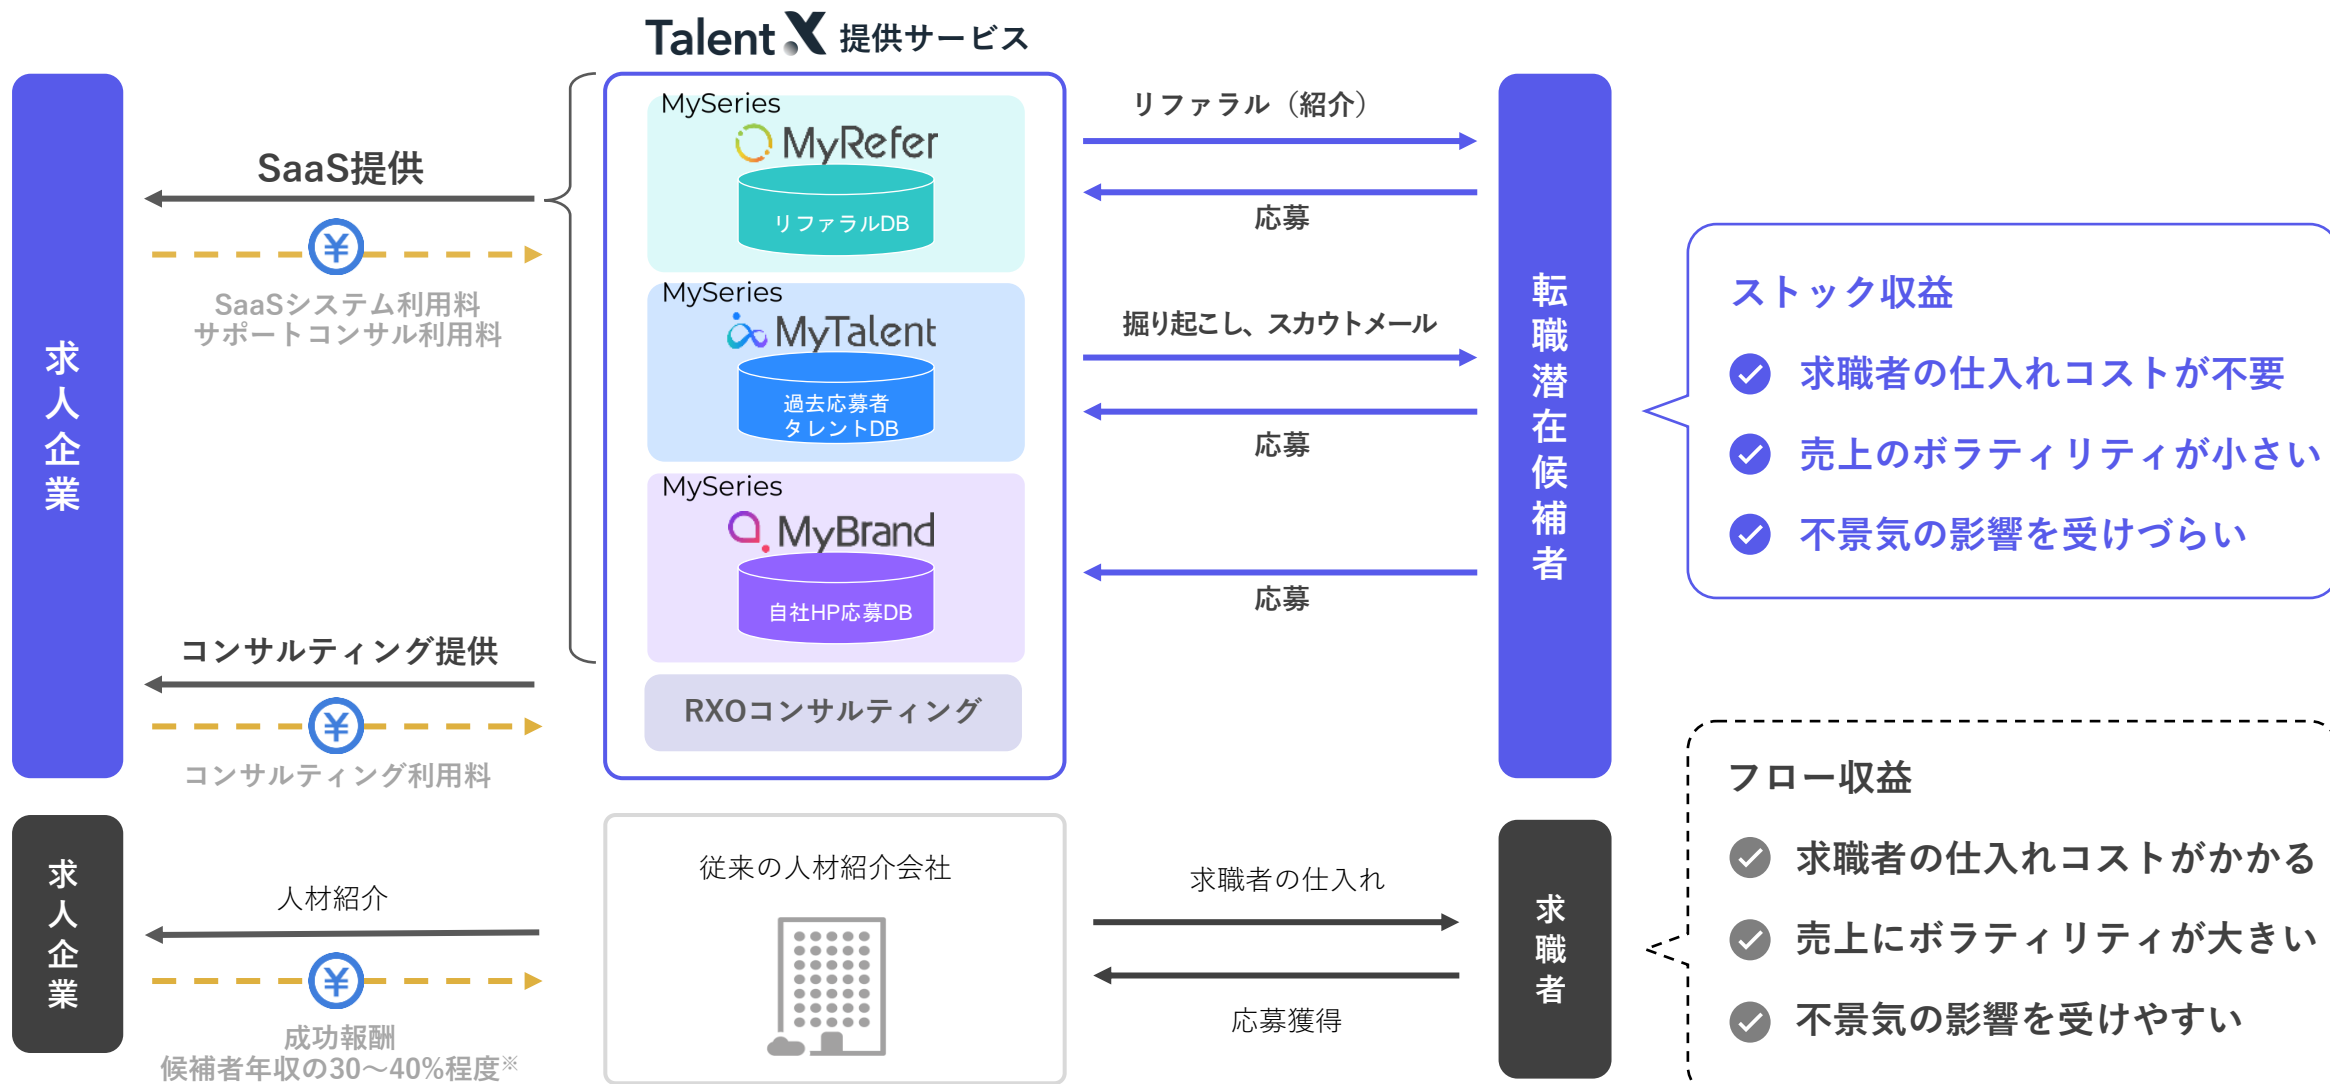 TalentX 提供サービス
求人企業
SaaS提供
SaaSシステム利用料
サポートコンサル利用料
コンサルティング提供
コンサルティング利用料
MySeries
MyRefer
リファラルDB
MySeries
MyTalent
過去応募者
タレントDB
MySeries
MyBrand
自社HP応募DB
RXOコンサルティング
リファラル（紹介）
応募
掘り起こし、スカウトメール
応募
応募
転職潜在候補者
ストック収益
求職者の仕入れコストが不要
売上のボラティリティが小さい
不景気の影響を受けづらい
求人企業
人材紹介
成功報酬
候補者年収の30～40%程度※
従来の人材紹介会社
求職者の仕入れ
応募獲得
求職者
フロー収益
求職者の仕入れコストがかかる
売上にボラティリティが大きい
不景気の影響を受けやすい